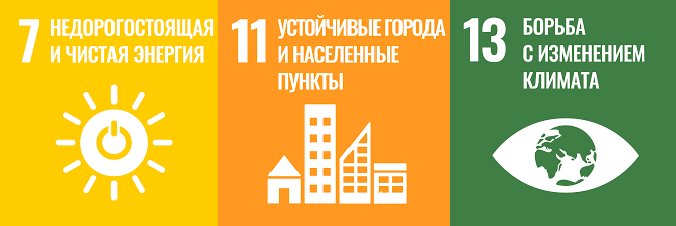 7 НЕДОРОГОСТОЯЩАЯ
И ЧИСТАЯ ЭНЕРГИЯ
11 УСТОЙЧИВЫЕ ГОРОДА
И НАСЕЛЕННЫЕ
ПУНКТЫ
13 БОРЬБА
С ИЗМЕНЕНИЕМ
КЛИМАТА